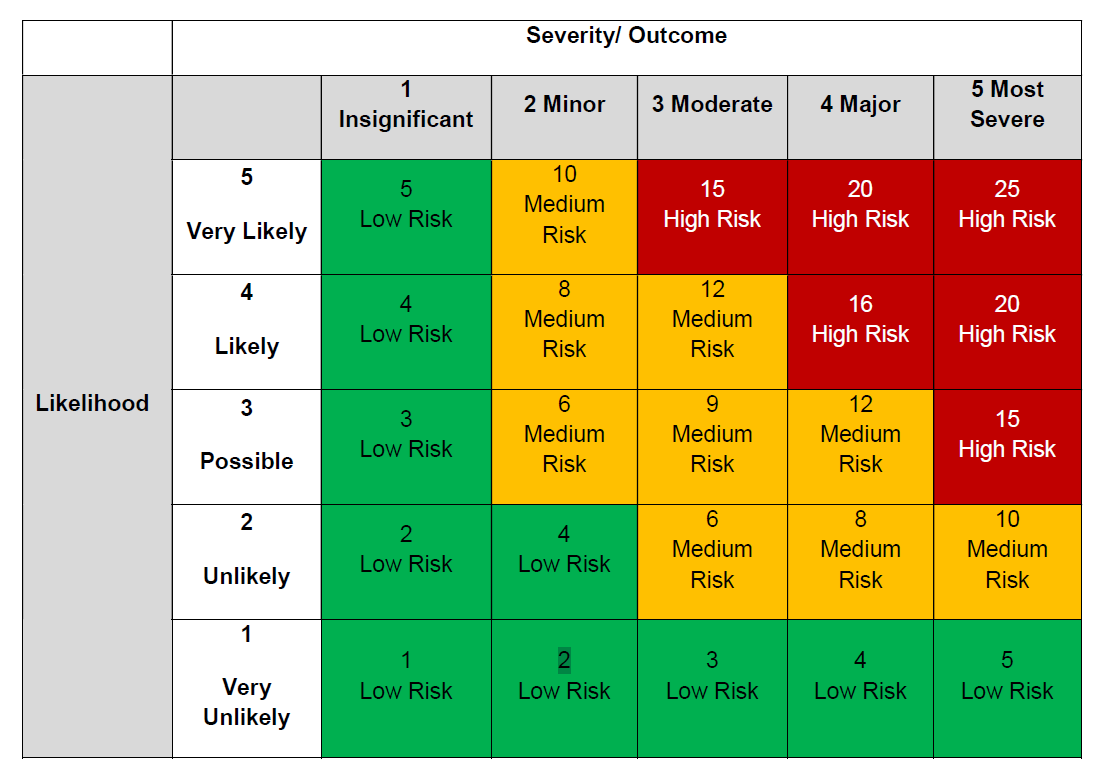 Severity/ Outcome
1
Insignificant
2 Minor
3 Moderate
4 Major
5 Most
Severe
Likelihood
5
Very Likely
5
Low Risk
10
Medium
Risk
15
High Risk
20
High Risk
25
High Risk
4
Likely
4
Low Risk
8
Medium
Risk
12
Medium
Risk
16
High Risk
20
High Risk
3
Possible
3
Low Risk
6
Medium
Risk
9
Medium
Risk
12
Medium
Risk
15
High Risk
2
Unlikely
2
Low Risk
4
Low Risk
6
Medium
Risk
8
Medium
Risk
10
Medium
Risk
1
Very
Unlikely
1
Low Risk
2
Low Risk
3
Low Risk
4
Low Risk
5
Low Risk